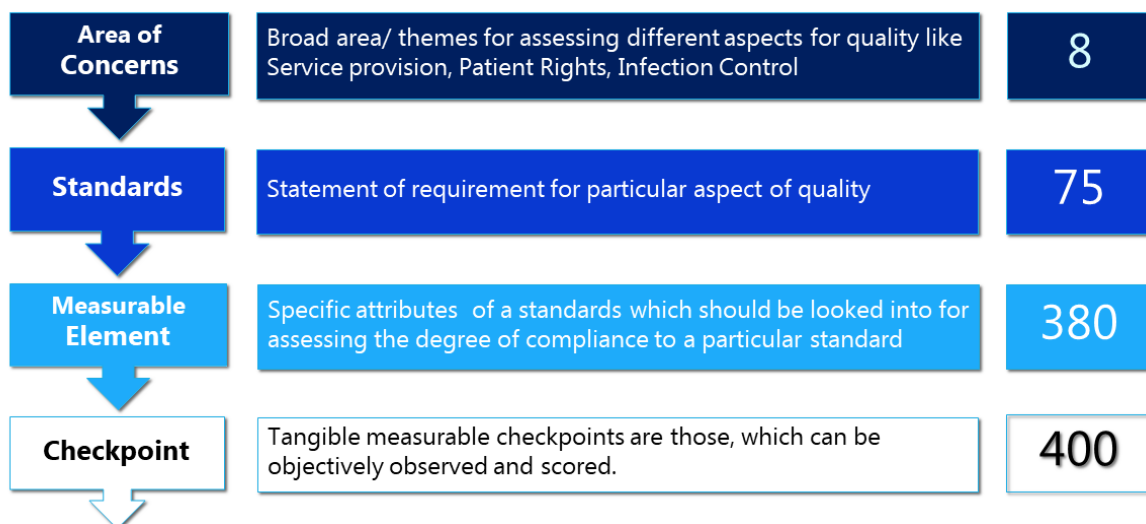 Area of
Concerns
Broad area/ themes for assessing different aspects for quality like
Service provision, Patient Rights, Infection Control
8
Standards
Statement of requirement for particular aspect of quality
75
Measurable
Element
Specific attributes of a standards which should be looked into for
assessing the degree of compliance to a particular standard
380
Checkpoint
Tangible measurable checkpoints are those, which can be
objectively observed and scored.
400